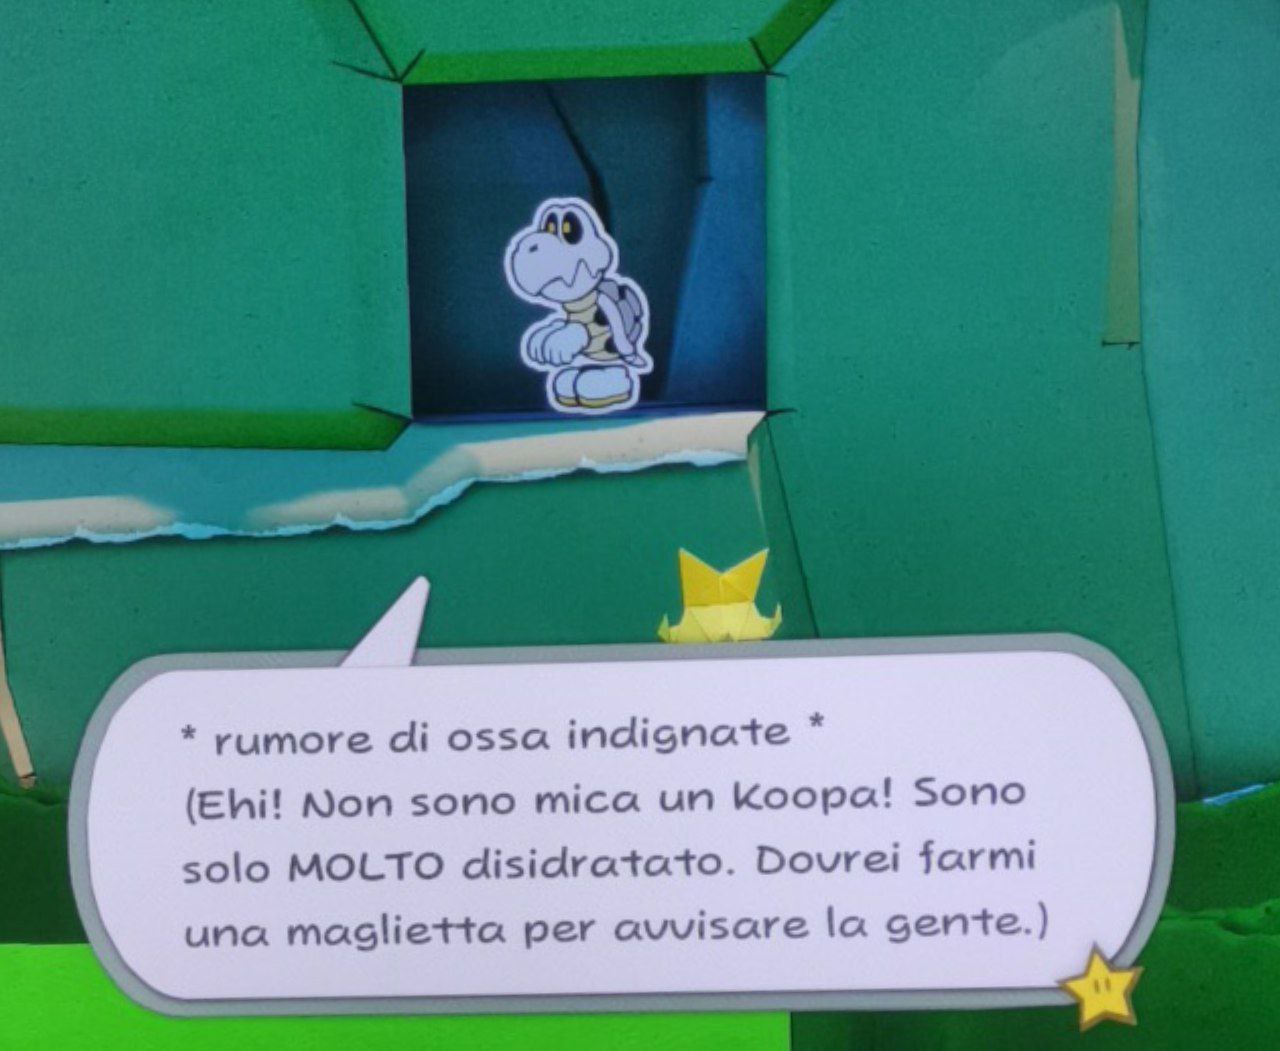 * rumore di ossa indignate *
(Ehi! Non sono mica un Koopa! Sono
solo MOLTO disidratato. Dovrei farmi
una maglietta per avvisare la gente.)